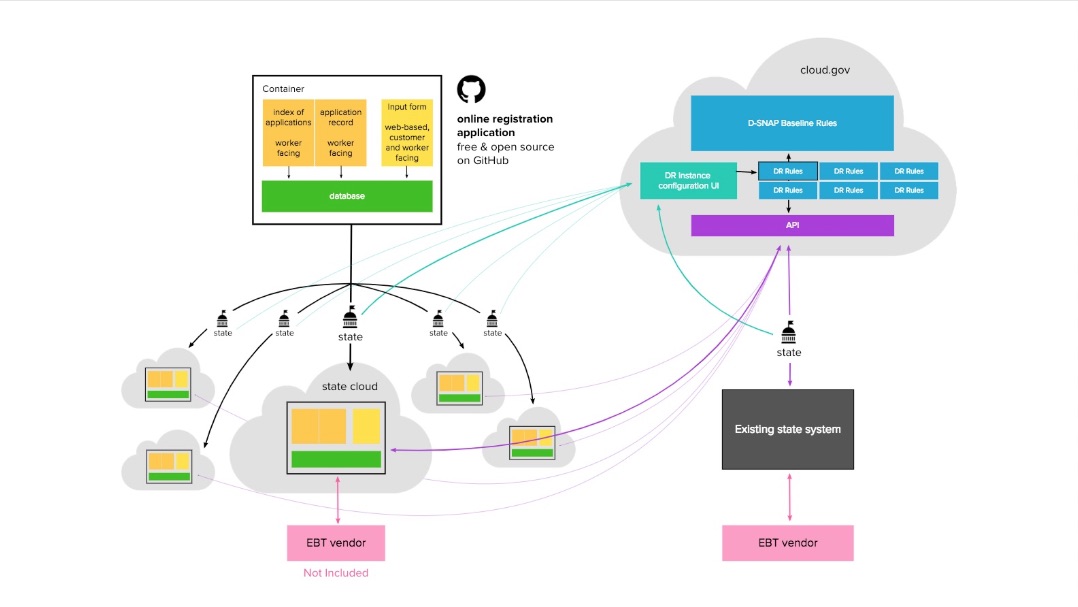 Container
index of
applications
worker
facing
application
record
worker
facing
Input form
web-based,
customer
and worker
facing
database
online registration
application
free & open source
on GitHub
cloud.gov
D-SNAP Baseline Rules
DR Instance
configuration UI
DR Rules
DR Rules
DR Rules
DR Rules
DR Rules
DR Rules
API
state
state
state
state
state
state
state cloud
Existing state system
EBT vendor
Not Included
EBT vendor